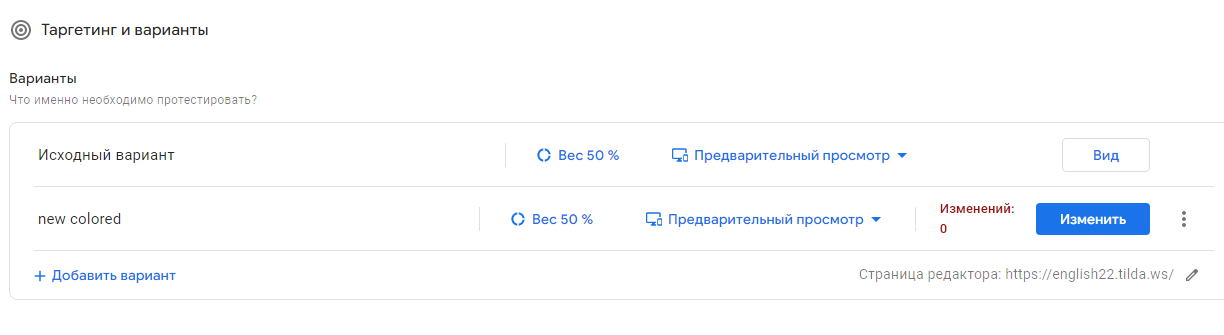 Таргетинг и варианты
Варианты
Что именно необходимо протестировать?
Исходный вариант Вес 50 % Предварительный просмотр Вид
new colored Вес 50 % Предварительный просмотр Изменений: 0 Изменить
+ Добавить вариант Страница редактора: https://english22.tilda.ws/